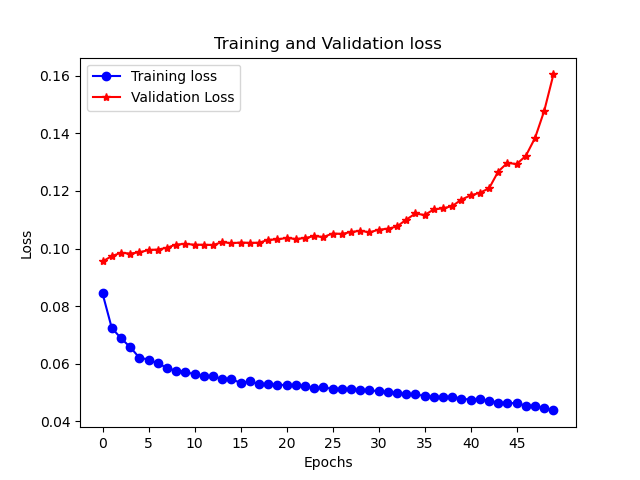 Training and Validation loss
Training loss
Validation Loss
0.16
0.14
0.12
0.10
0.08
0.06
0.04
Loss
0 5 10 15 20 25 30 35 40 45
Epochs